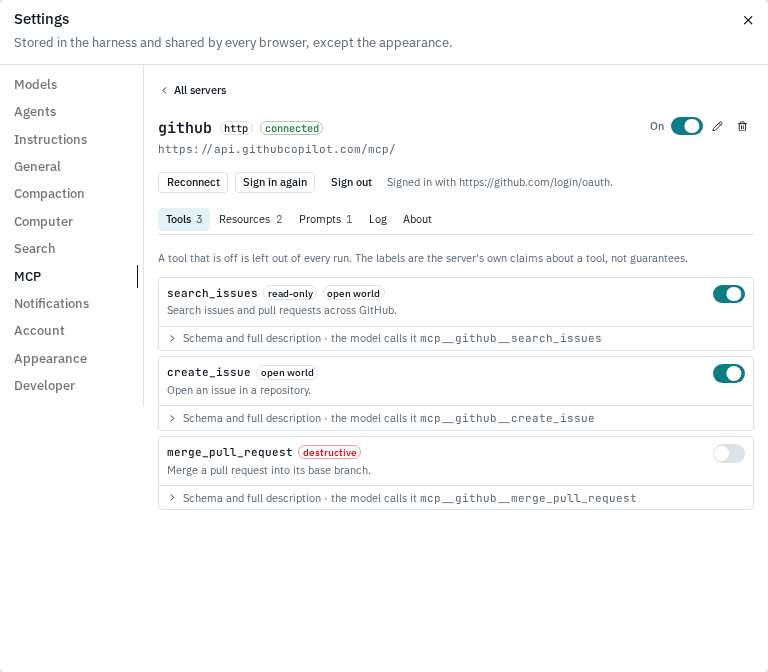 Settings
Stored in the harness and shared by every browser, except the appearance.
Models
Agents
Instructions
General
Compaction
Computer
Search
MCP
Notifications
Account
Appearance
Developer
All servers
github http connected
On
https://api.githubcopilot.com/mcp/
Reconnect Sign in again Sign out Signed in with https://github.com/login/oauth.
Tools 3 Resources 2 Prompts 1 Log About
A tool that is off is left out of every run. The labels are the server's own claims about a tool, not guarantees.
search_issues read-only open world
Search issues and pull requests across GitHub.
Schema and full description · the model calls it mcp__github__search_issues
create_issue open world
Open an issue in a repository.
Schema and full description · the model calls it mcp__github__create_issue
merge_pull_request destructive
Merge a pull request into its base branch.
Schema and full description · the model calls it mcp__github__merge_pull_request